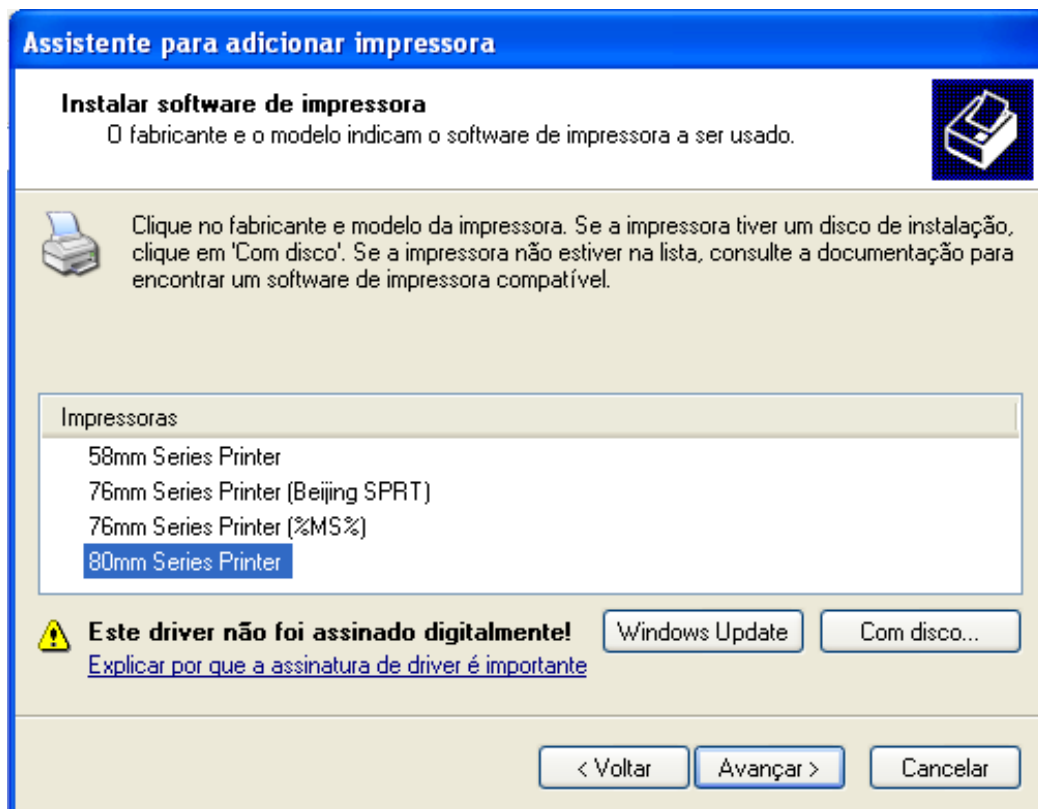 Assistente para adicionar impressora
Instalar software de impressora
O fabricante e o modelo indicam o software de impressora a ser usado.
Clique no fabricante e modelo da impressora. Se a impressora tiver um disco de instalação,
clique em 'Com disco'. Se a impressora não estiver na lista, consulte a documentação para
encontrar um software de impressora compatível.
Impressoras
58mm Series Printer
76mm Series Printer (Beijing SPRT)
76mm Series Printer (%MS%)
80mm Series Printer
Este driver não foi assinado digitalmente!
Windows Update
Com disco...
Explicar por que a assinatura de driver é importante
< Voltar
Avançar >
Cancelar